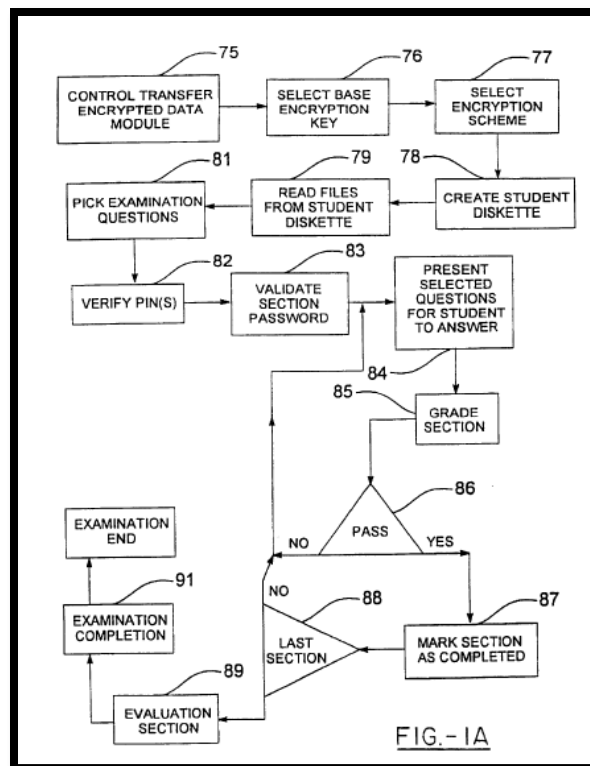 75
CONTROL TRANSFER
ENCRYPTED DATA
MODULE
76
SELECT BASE
ENCRYPTION
KEY
77
SELECT
ENCRYPTION
SCHEME
81
PICK EXAMINATION
QUESTIONS
79
READ FILES
FROM STUDENT
DISKETTE
78
CREATE STUDENT
DISKETTE
82
VERIFY PIN(S)
83
VALIDATE
SECTION
PASSWORD
PRESENT
SELECTED
QUESTIONS
FOR STUDENT
TO ANSWER
84
85
GRADE
SECTION
86
PASS
NO
YES
EXAMINATION
END
NO
88
LAST
SECTION
87
MARK SECTION
AS COMPLETED
91
EXAMINATION
COMPLETION
89
EVALUATION
SECTION
FIG.-1A